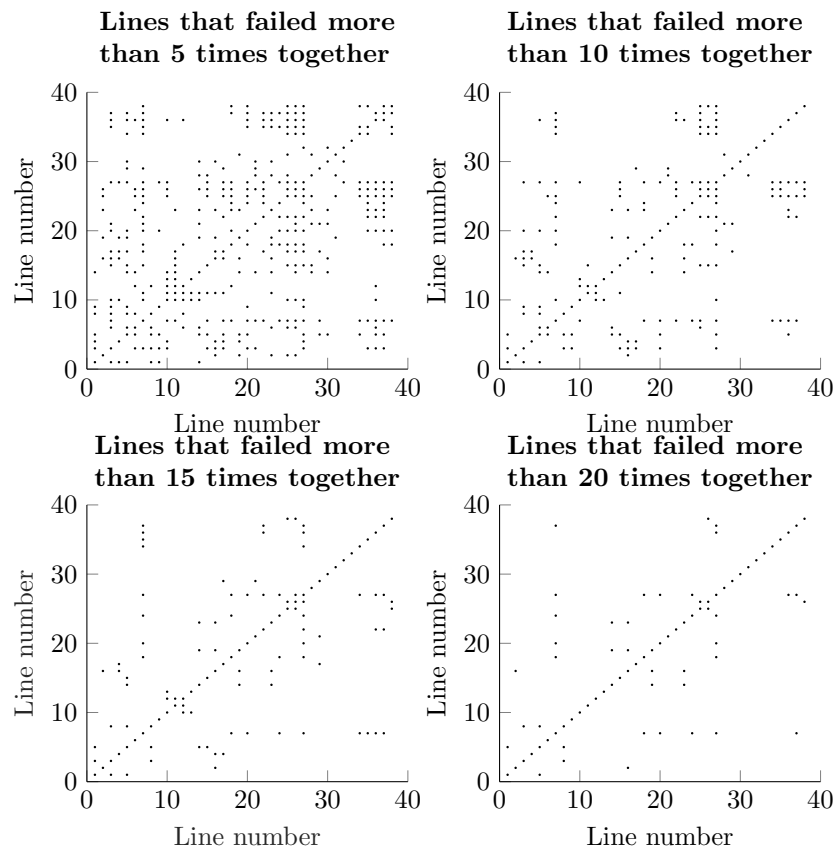 Lines that failed more
than 5 times together
40
30
20
10
0
0 10 20 30 40
Line number
Line number
Lines that failed more
than 10 times together
40
30
20
10
0
0 10 20 30 40
Line number
Line number
Lines that failed more
than 15 times together
40
30
20
10
0
0 10 20 30 40
Line number
Line number
Lines that failed more
than 20 times together
40
30
20
10
0
0 10 20 30 40
Line number
Line number